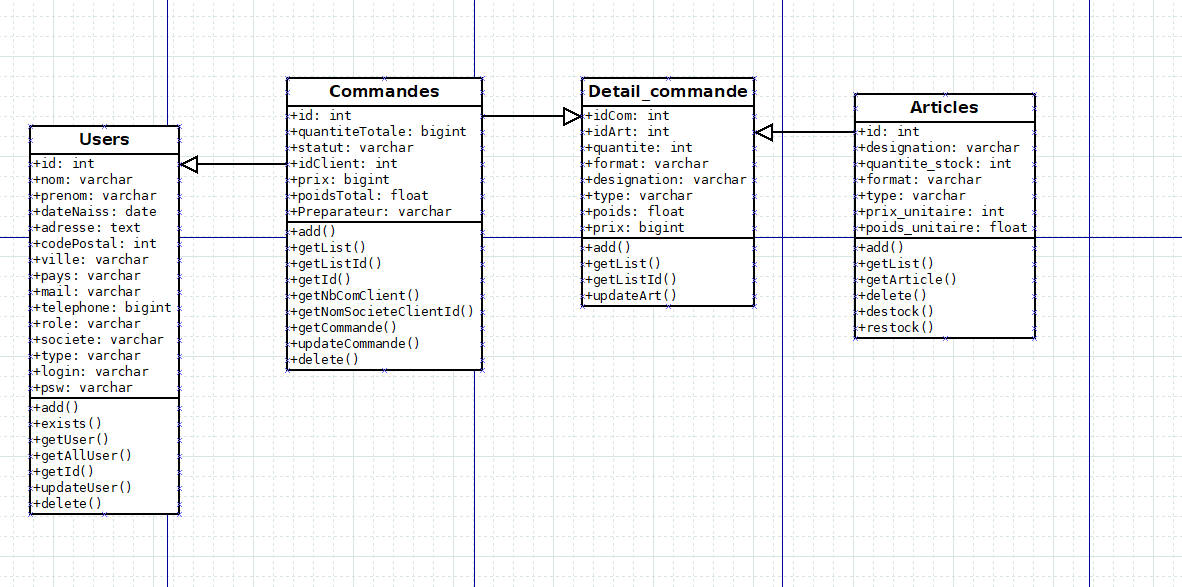 Users
+id: int
+nom: varchar
+prenom: varchar
+dateNaiss: date
+adresse: text
+codePostal: int
+ville: varchar
+pays: varchar
+mail: varchar
+telephone: bigint
+role: varchar
+societe: varchar
+type: varchar
+login: varchar
+psw: varchar
+add()
+exists()
+getUser()
+getAllUser()
+getId()
+updateUser()
+delete()
Commandes
+id: int
+quantiteTotale: bigint
+statut: varchar
+idClient: int
+prix: bigint
+poidsTotal: float
+Preparateur: varchar
+add()
+getList()
+getListId()
+getId()
+getNbComClient()
+getNomSocieteClientId()
+getCommande()
+updateCommande()
+delete()
Detail_commande
+idCom: int
+idArt: int
+quantite: int
+format: varchar
+designation: varchar
+type: varchar
+poids: float
+prix: bigint
+add()
+getList()
+getListId()
+updateArt()
Articles
+id: int
+designation: varchar
+quantite_stock: int
+format: varchar
+type: varchar
+prix_unitaire: int
+poids_unitaire: float
+add()
+getList()
+getArticle()
+delete()
+destock()
+restock()